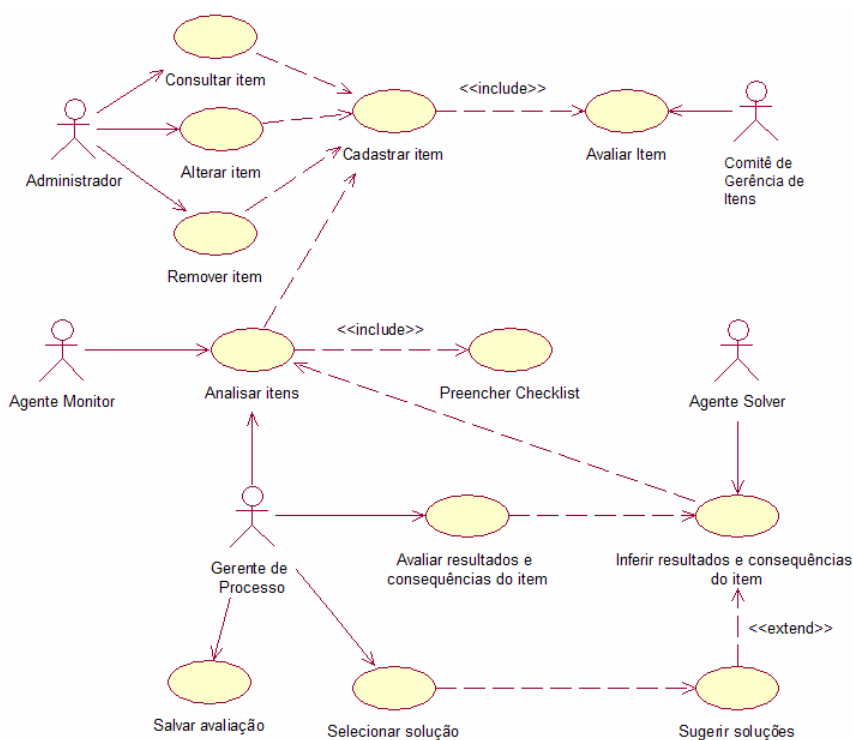 Consultar item
<<include>>
Administrador
Alterar item
Cadastrar item
Avaliar Item
Comitê de
Gerência de
Itens
Remover item
<<include>>
Agente Monitor
Analisar itens
Preencher Checklist
Agente Solver
Gerente de
Processo
Avaliar resultados e
consequências do item
Inferir resultados e consequências
do item
<<extend>>
Salvar avaliação
Selecionar solução
Sugerir soluções